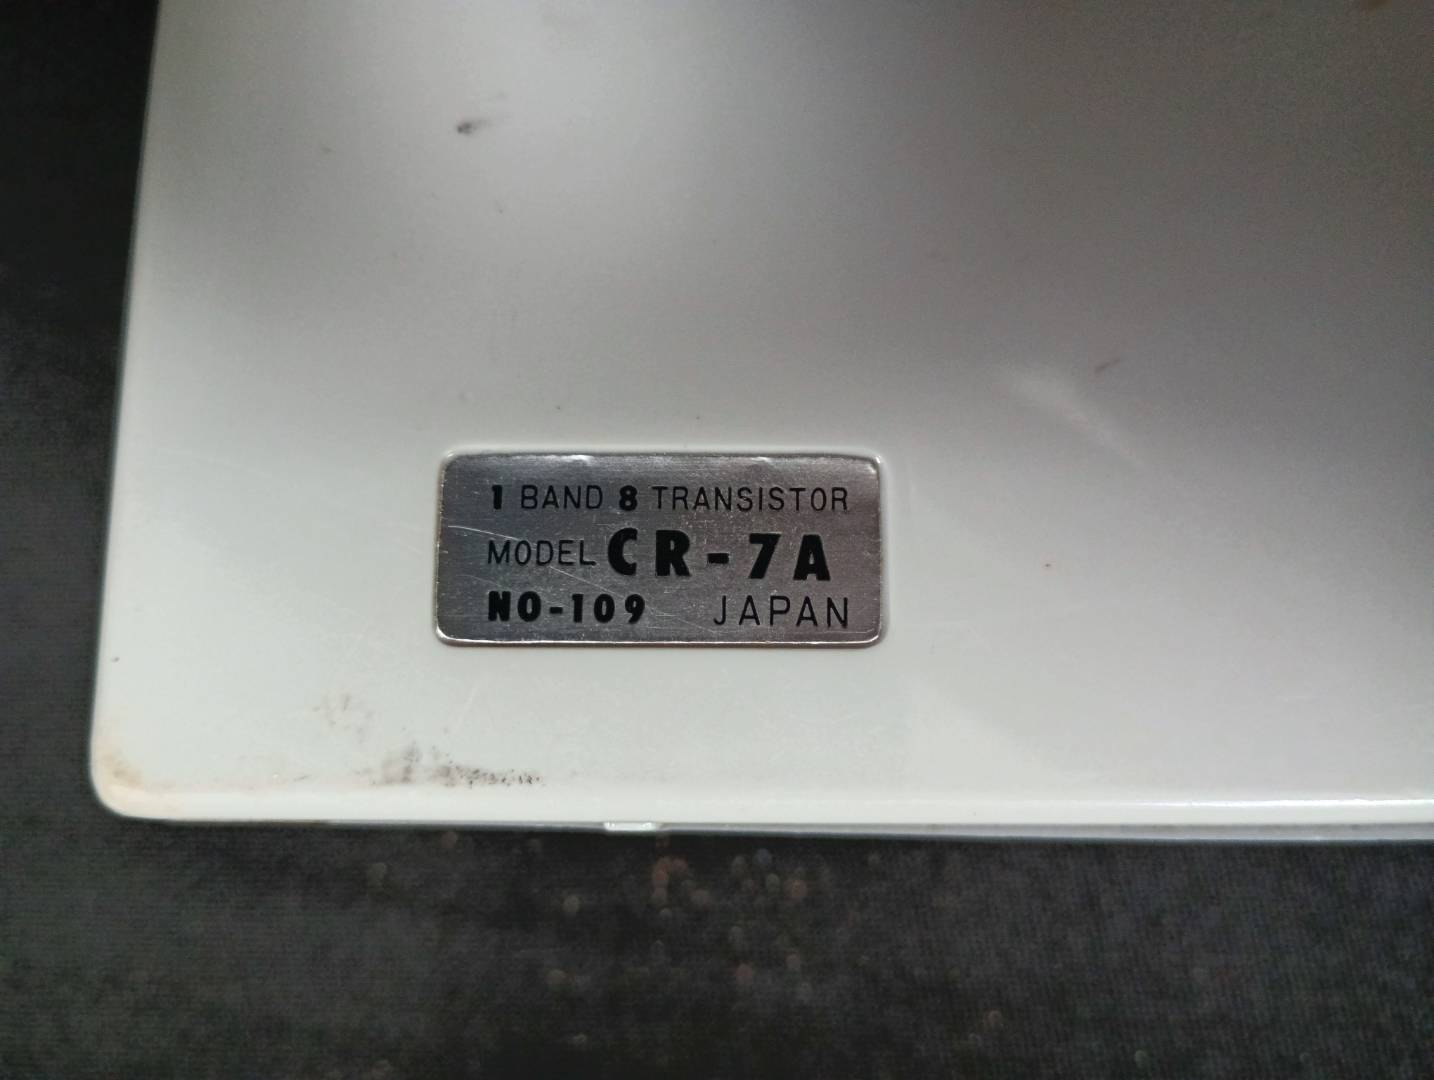 1 BAND 8 TRANSISTOR
MODEL CR-7A
NO-109 JAPAN